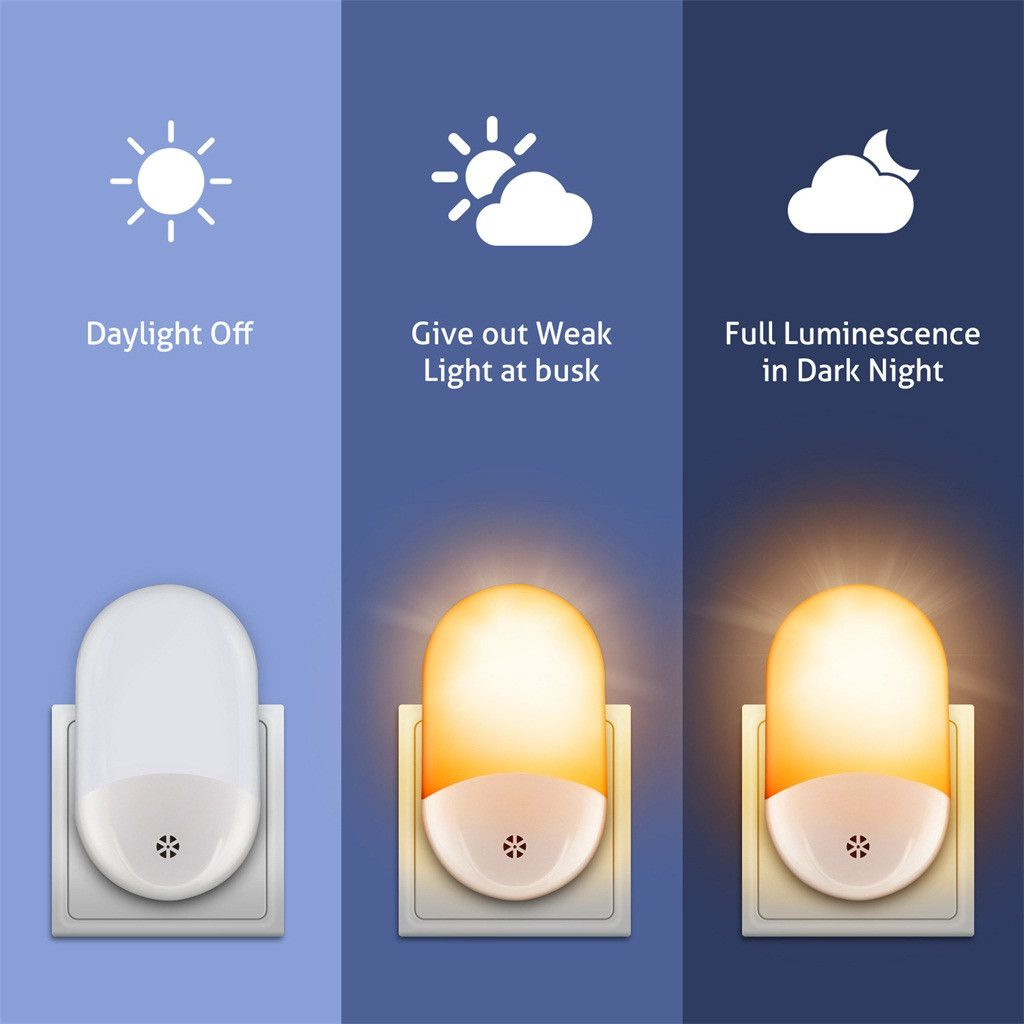 Daylight Off
Give out Weak
Light at busk
Full Luminescence
in Dark Night